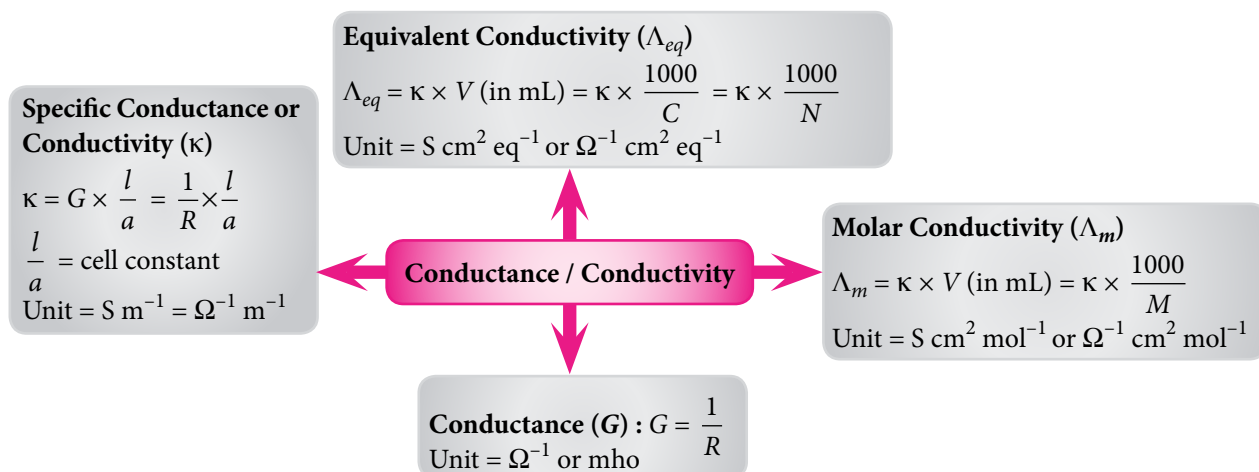 Equivalent Conductivity (Λeq)
Λeq = κ × V (in mL) = κ × 1000/C = κ × 1000/N
Unit = S cm² eq⁻¹ or Ω⁻¹ cm² eq⁻¹
Specific Conductance or
Conductivity (κ)
κ = G × l/a = 1/R × l/a
l/a = cell constant
Unit = S m⁻¹ = Ω⁻¹ m⁻¹
Conductance / Conductivity
Molar Conductivity (Λm)
Λm = κ × V (in mL) = κ × 1000/M
Unit = S cm² mol⁻¹ or Ω⁻¹ cm² mol⁻¹
Conductance (G) : G = 1/R
Unit = Ω⁻¹ or mho